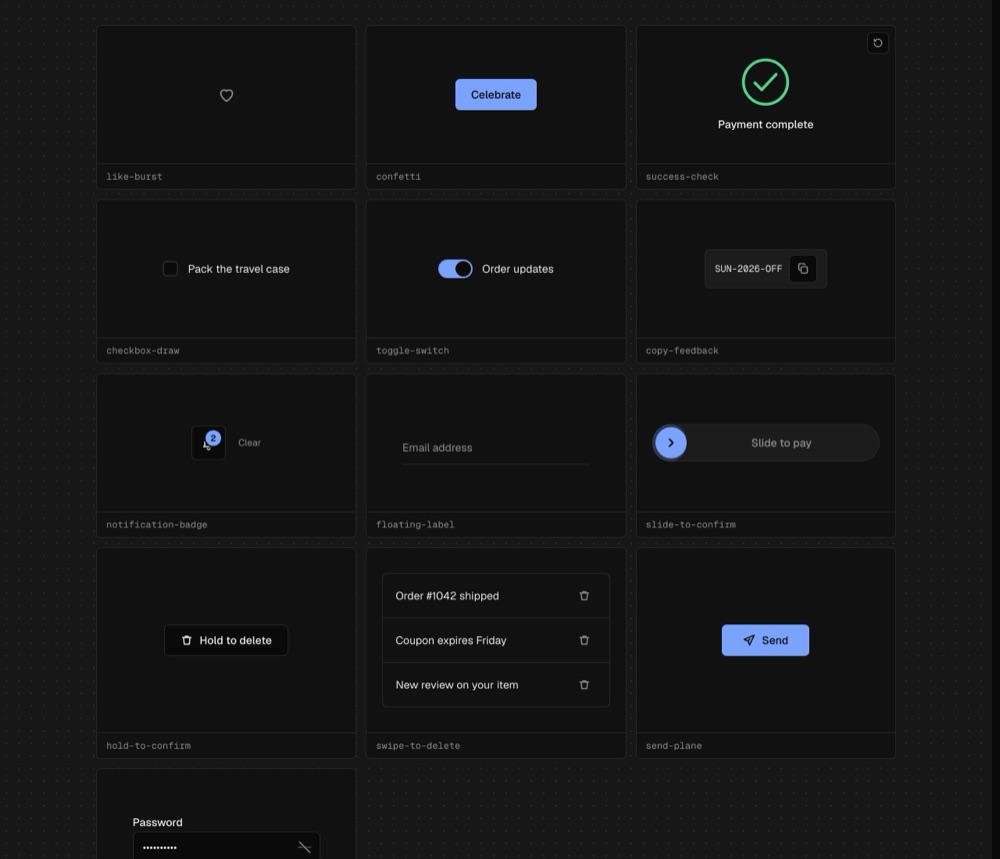 Celebrate
Payment complete
like-burst
confetti
success-check
Pack the travel case
Order updates
SUN-2026-OFF
checkbox-draw
toggle-switch
copy-feedback
2
Clear
Email address
Slide to pay
notification-badge
floating-label
slide-to-confirm
Hold to delete
Order #1042 shipped
Coupon expires Friday
New review on your item
Send
hold-to-confirm
swipe-to-delete
send-plane
Password